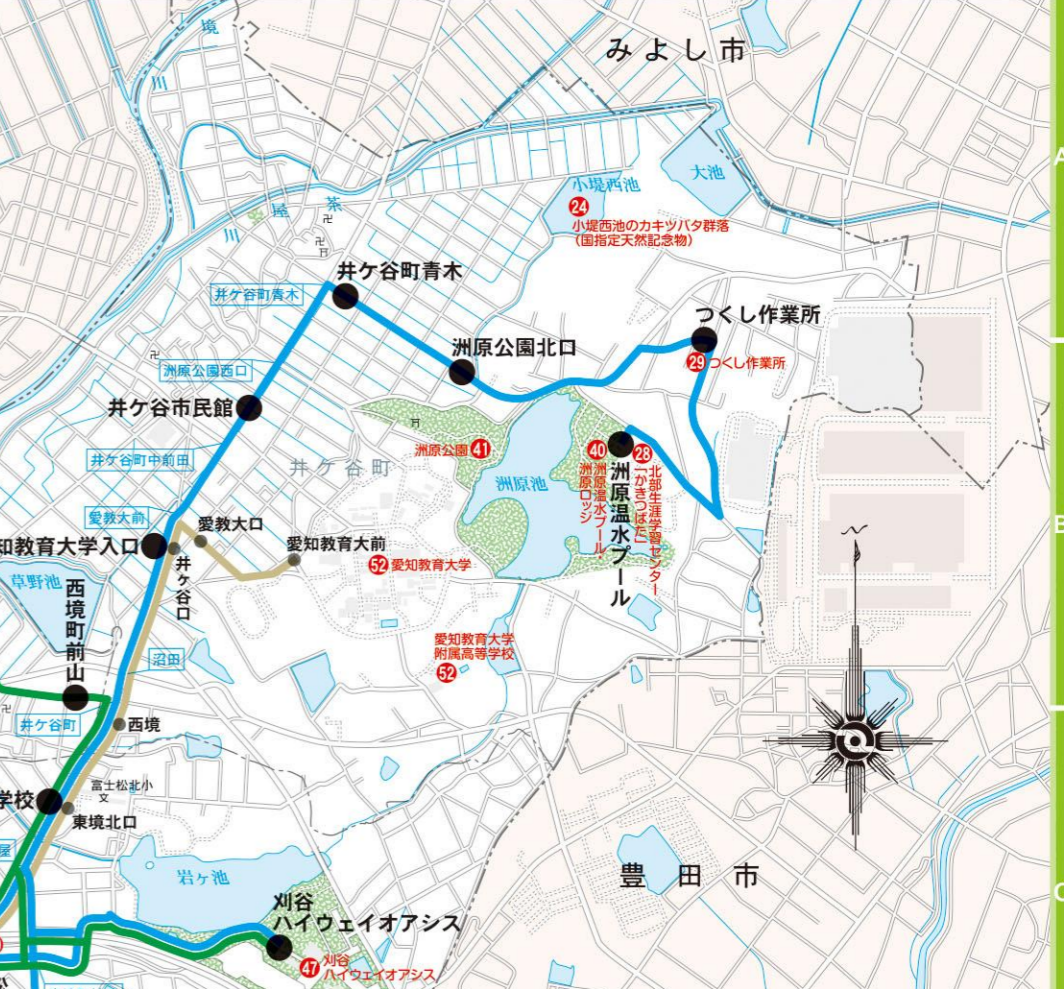 境
川
みよし市
A
大池
小堤西池
24
小堤西池のカキツバタ群落
(国指定天然記念物)
茶
屋
川
井ケ谷町青木
井ケ谷町青木
つくし作業所
29 つくし作業所
洲原公園北口
洲原公園西口
井ケ谷市民館
洲原公園 41
井ケ谷町
井ケ谷町中前田
洲原池
40
洲原温水プール・
洲原ロッジ
洲原温水プール
28
北部生涯学習センター
「かきつばた」
B
愛教大前
愛教大口
知教育大学入口
愛知教育大前
52 愛知教育大学
井ケ谷口
草野池
西境町前山
沼田
愛知教育大学
附属高等学校
52
井ケ谷町
西境
学校
富士松北小
文
東境北口
屋
岩ケ池
豊田市
C
刈谷
ハイウェイオアシス
47 刈谷
ハイウェイオアシス